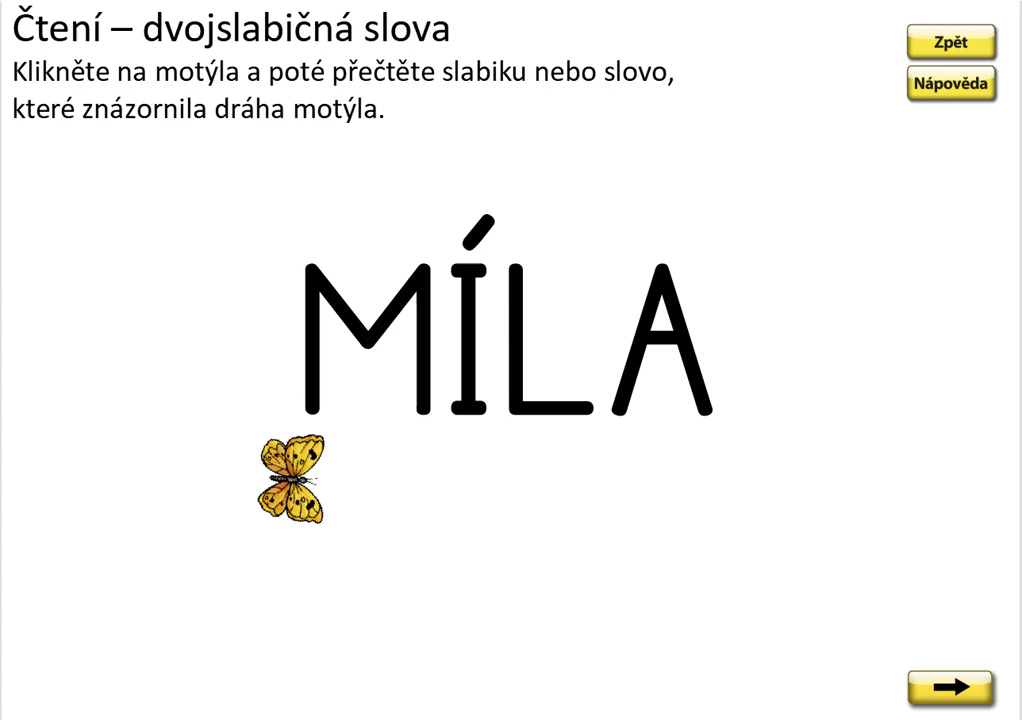 Čtení – dvojslabičná slova
Klikněte na motýla a poté přečtěte slabiku nebo slovo,
které znázornila dráha motýla.
Zpět
Nápověda
MÍLA